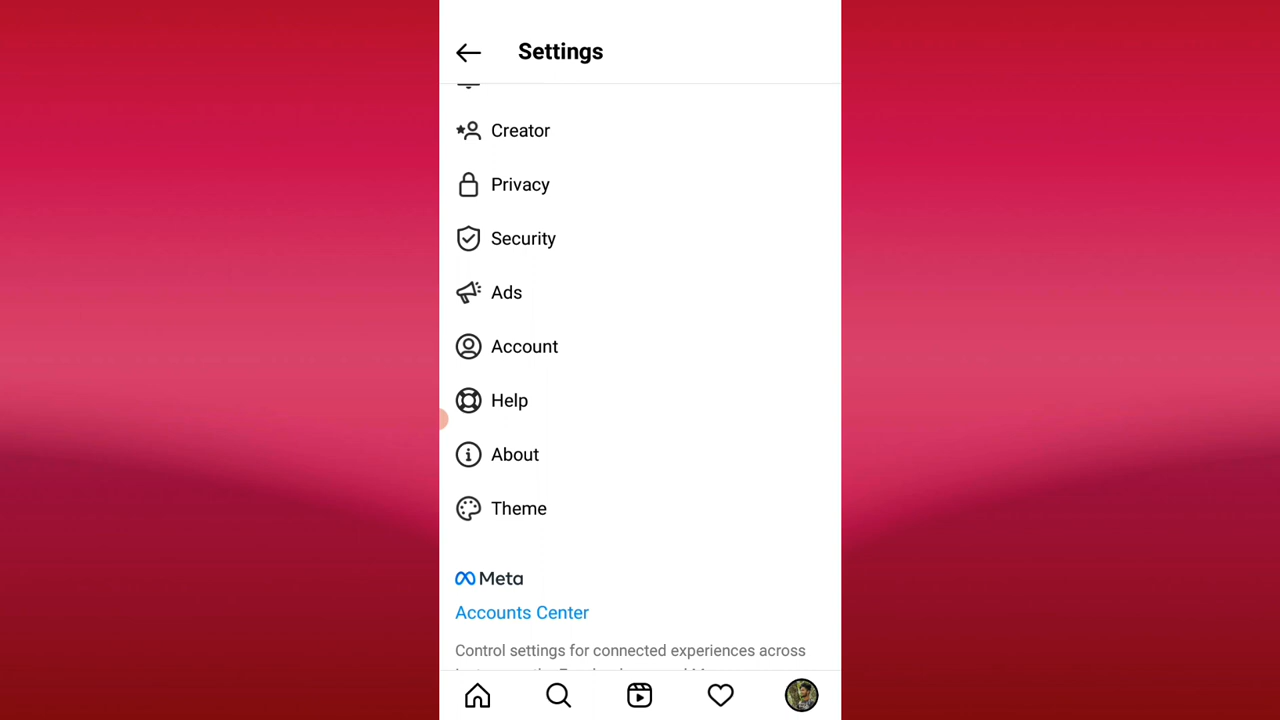 Settings
Creator
Privacy
Security
Ads
Account
Help
About
Theme
Meta
Accounts Center
Control settings for connected experiences across